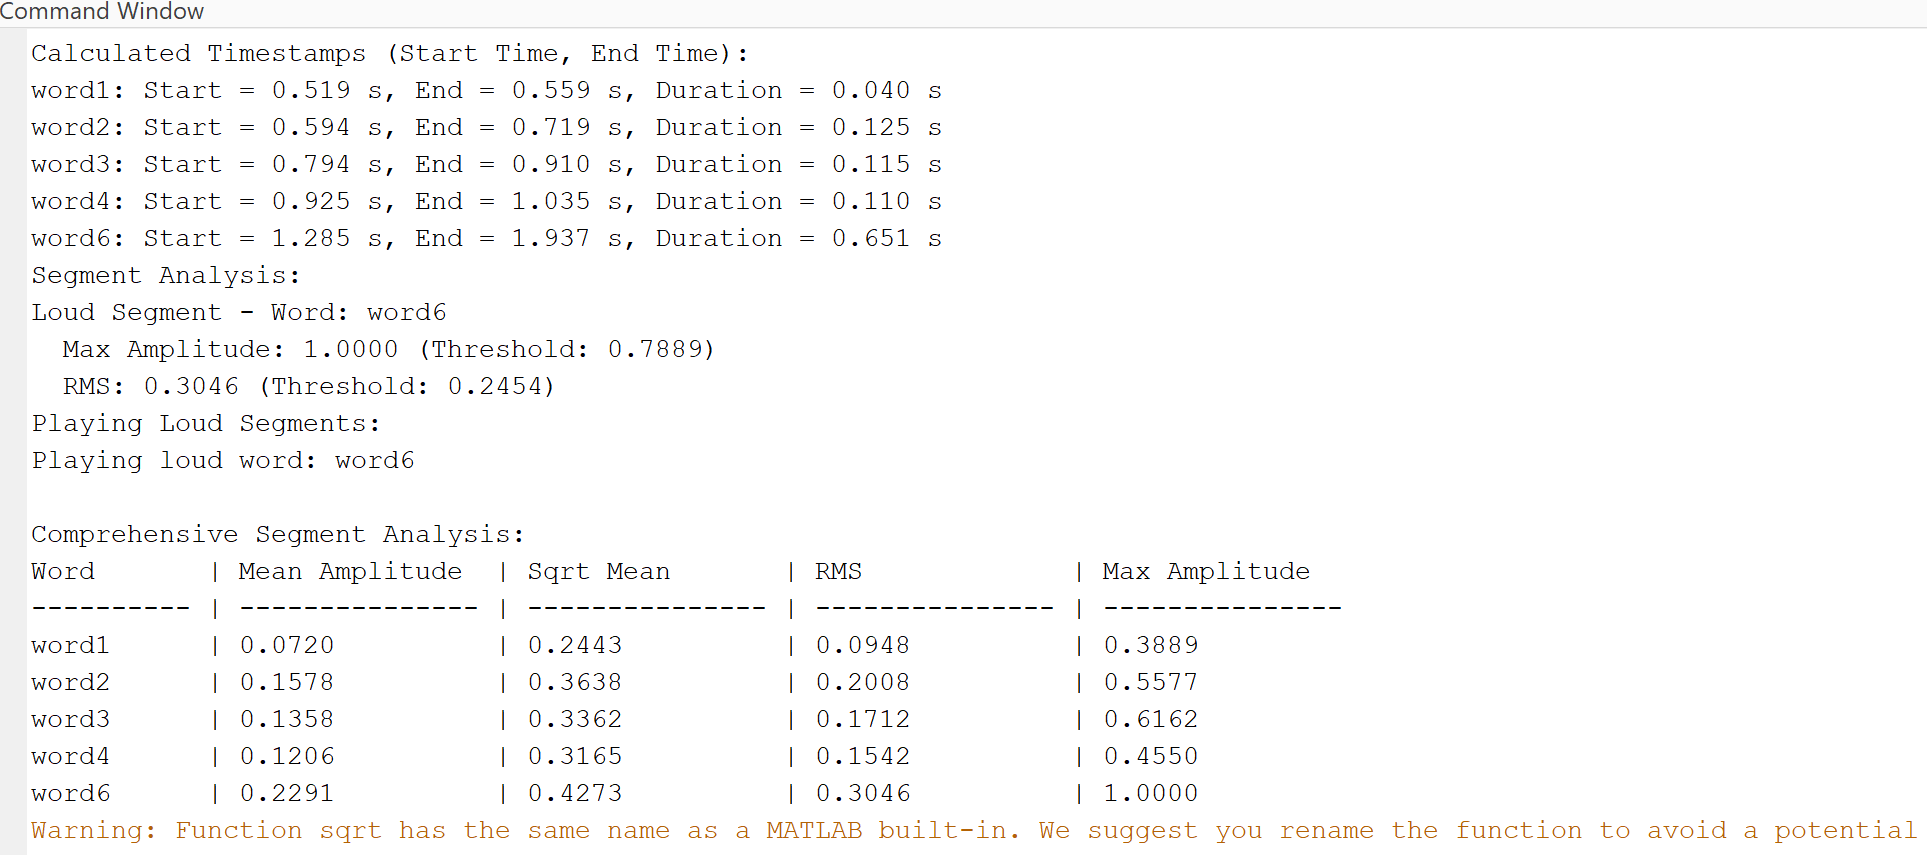 Command Window
Calculated Timestamps (Start Time, End Time):
word1: Start = 0.519 s, End = 0.559 s, Duration = 0.040 s
word2: Start = 0.594 s, End = 0.719 s, Duration = 0.125 s
word3: Start = 0.794 s, End = 0.910 s, Duration = 0.115 s
word4: Start = 0.925 s, End = 1.035 s, Duration = 0.110 s
word6: Start = 1.285 s, End = 1.937 s, Duration = 0.651 s
Segment Analysis:
Loud Segment - Word: word6
  Max Amplitude: 1.0000 (Threshold: 0.7889)
  RMS: 0.3046 (Threshold: 0.2454)
Playing Loud Segments:
Playing loud word: word6
Comprehensive Segment Analysis:
Word       | Mean Amplitude  | Sqrt Mean       | RMS             | Max Amplitude
---------- | --------------- | --------------- | --------------- | ---------------
word1      | 0.0720          | 0.2443          | 0.0948          | 0.3889
word2      | 0.1578          | 0.3638          | 0.2008          | 0.5577
word3      | 0.1358          | 0.3362          | 0.1712          | 0.6162
word4      | 0.1206          | 0.3165          | 0.1542          | 0.4550
word6      | 0.2291          | 0.4273          | 0.3046          | 1.0000
Warning: Function sqrt has the same name as a MATLAB built-in. We suggest you rename the function to avoid a potential